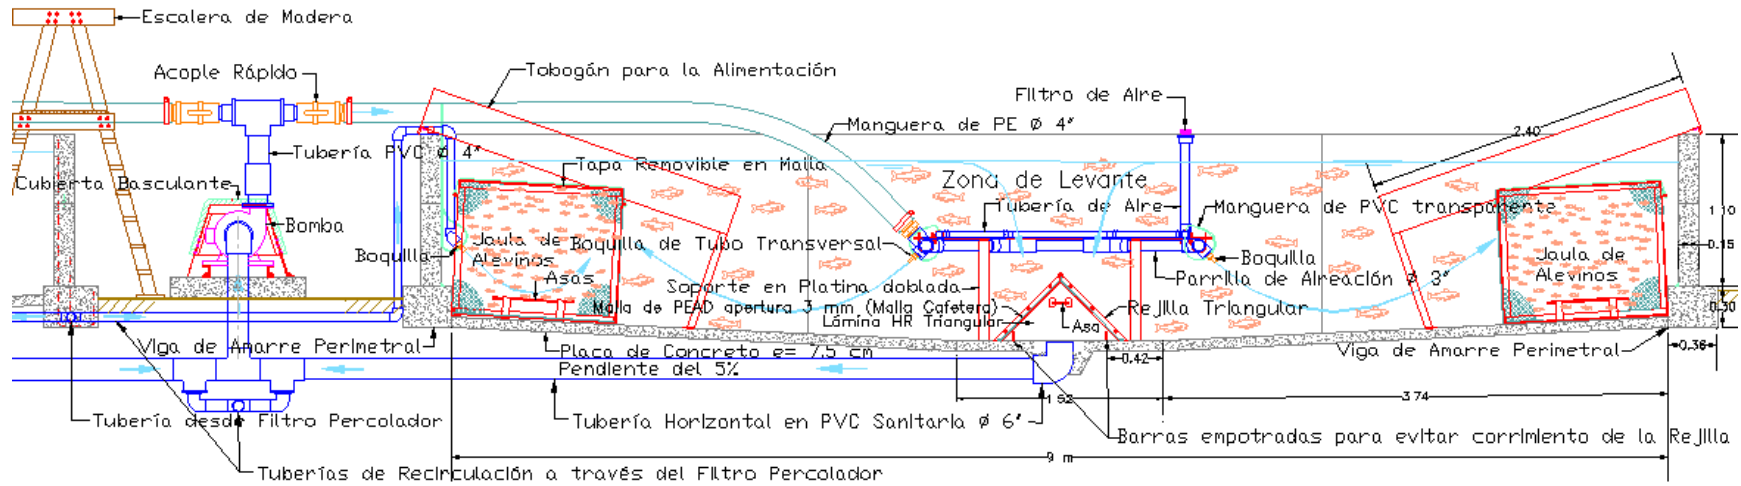 Escalera de Madera
Acople Rápido
Tobogán para la Alimentación
Filtro de Aire
Manguera de PE Ø 4"
2.40
Tubería PVC Ø 4"
Tapa Removible en Malla
Zona de Levante
Cubierta Basculante
Tubería de Aire
Manguera de PVC transparente
1.10
Bomba
Jaula de
Alevinos
Boquilla de Tubo Transversal
Boquilla
Boquilla
0.15
Jaula de
Alevinos
Asas
Soporte en Platina doblada
Parrilla de Aireación Ø 3"
Malla de PEAD apertura 3 mm (Malla Cafetera)
Rejilla Triangular
0.30
Lámina HR Triangular
Asa
Viga de Amarre Perimetral
Placa de Concreto e= 7.5 cm
Pendiente del 5%
0.42
Viga de Amarre Perimetral
0.36
1.52
3.74
Tubería desde Filtro Percolador
Tubería Horizontal en PVC Sanitaria Ø 6"
Barras empotradas para evitar corrimiento de la Rejilla
9 m
Tuberías de Recirculación a través del Filtro Percolador